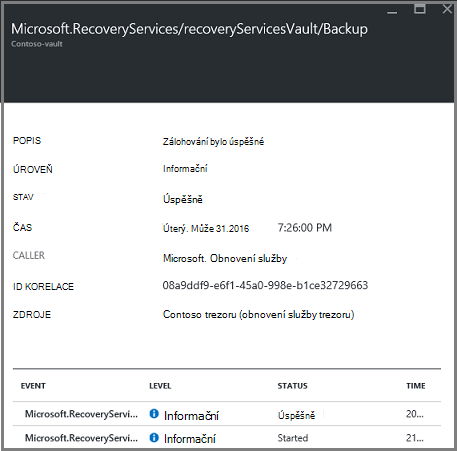 Microsoft.RecoveryServices/recoveryServicesVault/Backup
Contoso-vault
POPIS Zálohování bylo úspěšné
ÚROVEŇ Informační
STAV Úspěšně
ČAS Úterý. Může 31.2016 7:26:00 PM
CALLER Microsoft. Obnovení služby
ID KORELACE 08a9ddf9-e6f1-45a0-998e-b1ce32729663
ZDROJE Contoso trezoru (obnovení služby trezoru)
EVENT LEVEL STATUS TIME
Microsoft.RecoveryServi... Informační Úspěšně 20...
Microsoft.RecoveryServi... Informační Started 21...